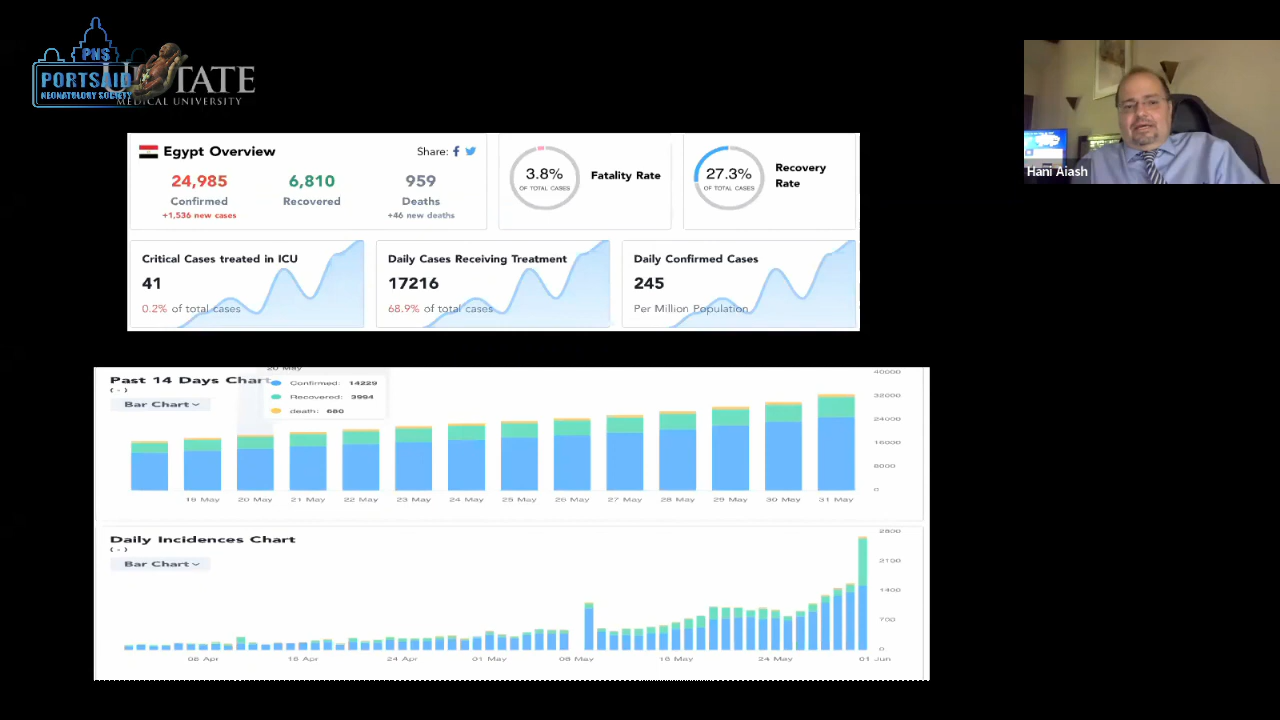 PNS
PORTSAID
NEONATOLOGY SOCIETY
TATE
MEDICAL UNIVERSITY
Hani Aiash
Egypt Overview
Share:
24,985
6,810
959
Confirmed
Recovered
Deaths
+1,536 new cases
+46 new deaths
3.8%
OF TOTAL CASES
Fatality Rate
27.3%
OF TOTAL CASES
Recovery
Rate
Critical Cases treated in ICU
41
0.2% of total cases
Daily Cases Receiving Treatment
17216
68.9% of total cases
Daily Confirmed Cases
245
Per Million Population
Past 14 Days Chart
( - )
Bar Chart
20 May
Confirmed: 14229
Recovered: 3994
death: 680
40000
32000
24000
16000
8000
0
19 May 20 May 21 May 22 May 23 May 24 May 25 May 26 May 27 May 28 May 29 May 30 May 31 May
Daily Incidences Chart
( - )
Bar Chart
2800
2100
1400
700
0
08 Apr 16 Apr 24 Apr 01 May 08 May 16 May 24 May 01 Jun